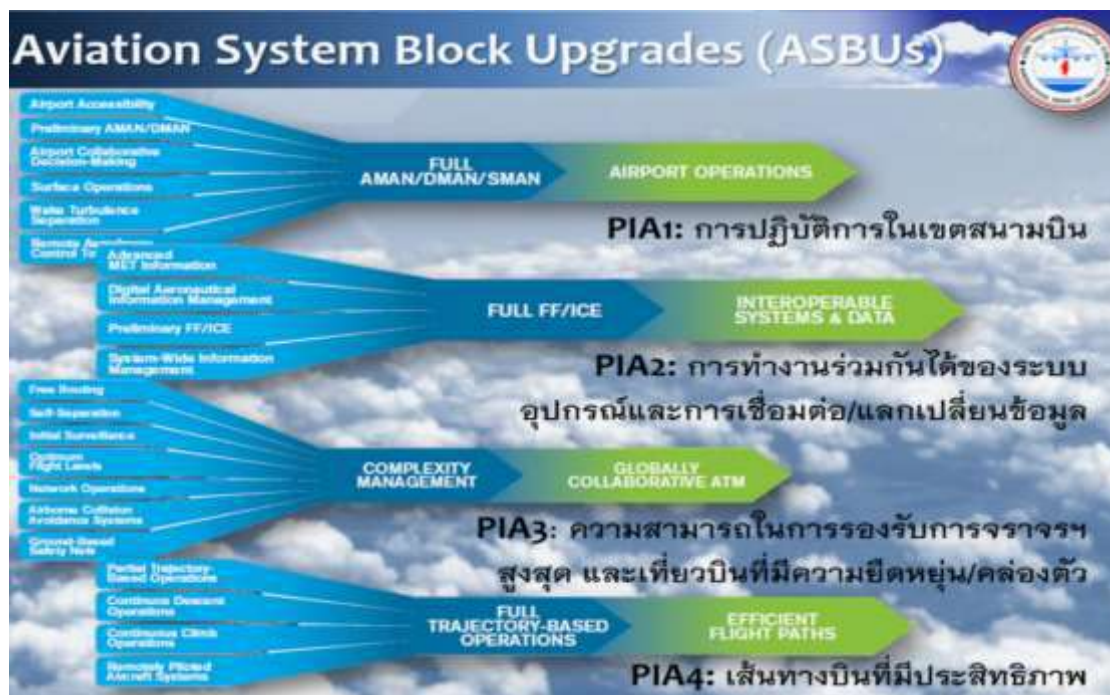 Aviation System Block Upgrades (ASBUs)
Airport Accessibility
Preliminary AMAN/DMAN
Airport Collaborative
Decision-Making
Surface Operations
Wake Turbulence
Separation
Remote Aerodrome
Control
FULL
AMAN/DMAN/SMAN
AIRPORT OPERATIONS
PIA1: การปฏิบัติการในเขตสนามบิน
Advanced
MET Information
Digital Aeronautical
Information Management
Preliminary FF/ICE
System-Wide Information
Management
FULL FF/ICE
INTEROPERABLE
SYSTEMS & DATA
PIA2: การทำงานร่วมกันได้ของระบบ
อุปกรณ์และการเชื่อมต่อ/แลกเปลี่ยนข้อมูล
Free Routing
Self-Separation
Initial Surveillance
Optimum
Flight Levels
Network Operations
Airborne Collision
Avoidance Systems
Ground-Based
Safety Nets
COMPLEXITY
MANAGEMENT
GLOBALLY
COLLABORATIVE ATM
PIA3: ความสามารถในการรองรับการจราจรฯ
สูงสุด และเที่ยวบินที่มีความยืดหยุ่น/คล่องตัว
Partial Trajectory-
Based Operations
Continuous Descent
Operations
Continuous Climb
Operations
Remotely Piloted
Aircraft Systems
FULL
TRAJECTORY-BASED
OPERATIONS
EFFICIENT
FLIGHT PATHS
PIA4: เส้นทางบินที่มีประสิทธิภาพ